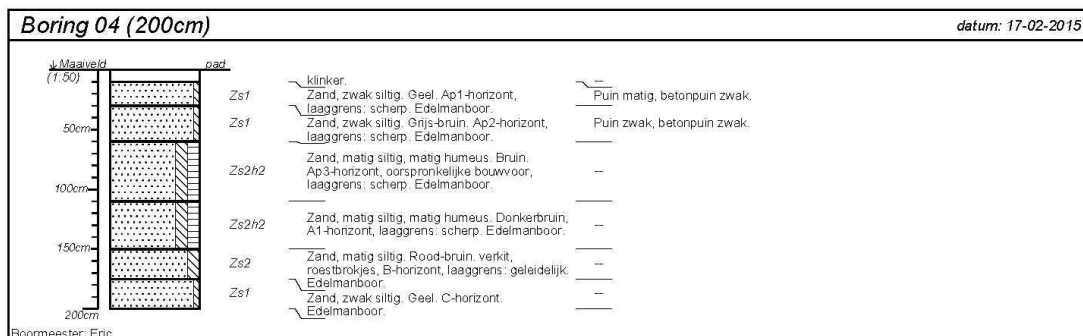 Boring 04 (200cm)
datum: 17-02-2015
↓ Maaiveld
pad
(1:50)
klinker.
--
Zs1
Zand, zwak siltig. Geel. Ap1-horizont,
laaggrens: scherp. Edelmanboor.
Puin matig, betonpuin zwak.
50cm
Zs1
Zand, zwak siltig. Grijs-bruin. Ap2-horizont,
laaggrens: scherp. Edelmanboor.
Puin zwak, betonpuin zwak.
100cm
Zs2h2
Zand, matig siltig, matig humeus. Bruin.
Ap3-horizont, oorspronkelijke bouwvoor,
laaggrens: scherp. Edelmanboor.
--
Zs2h2
Zand, matig siltig, matig humeus. Donkerbruin,
A1-horizont, laaggrens: scherp. Edelmanboor.
--
150cm
Zs2
Zand, matig siltig. Rood-bruin. verkit,
roestbrokjes, B-horizont, laaggrens: geleidelijk.
Edelmanboor.
--
Zs1
Zand, zwak siltig. Geel. C-horizont.
Edelmanboor.
--
200cm
Boormeester: Eric